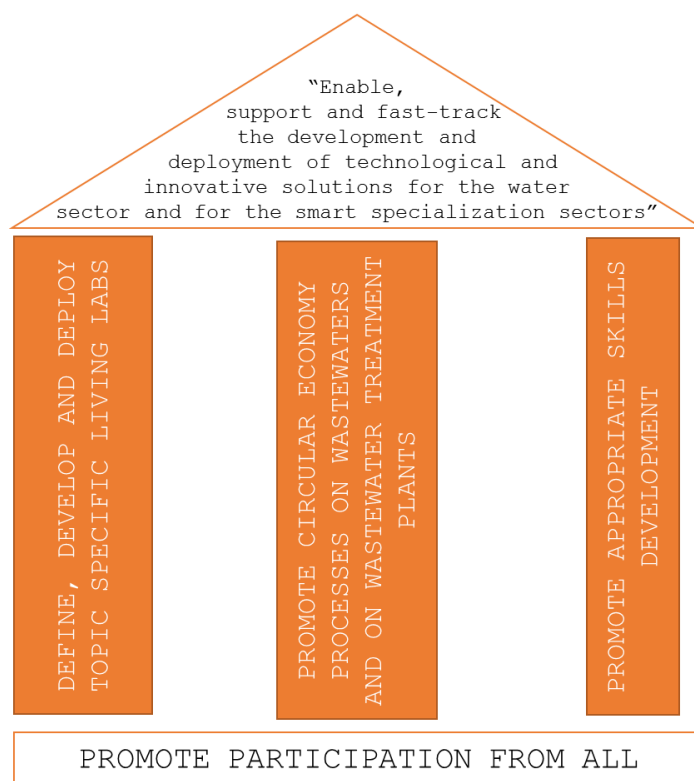 “Enable,
support and fast-track
the development and
deployment of technological and
innovative solutions for the water
sector and for the smart specialization sectors”
DEFINE, DEVELOP AND DEPLOY
TOPIC SPECIFIC LIVING LABS
PROMOTE CIRCULAR ECONOMY
PROCESSES ON WASTEWATERS
AND ON WASTEWATER TREATMENT
PLANTS
PROMOTE APPROPRIATE SKILLS
DEVELOPMENT
PROMOTE PARTICIPATION FROM ALL